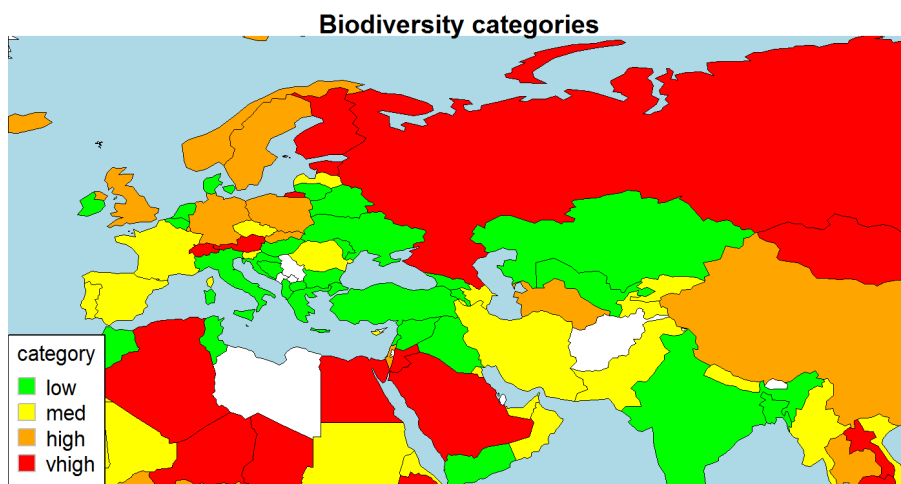 Biodiversity categories
category
low
med
high
vhigh